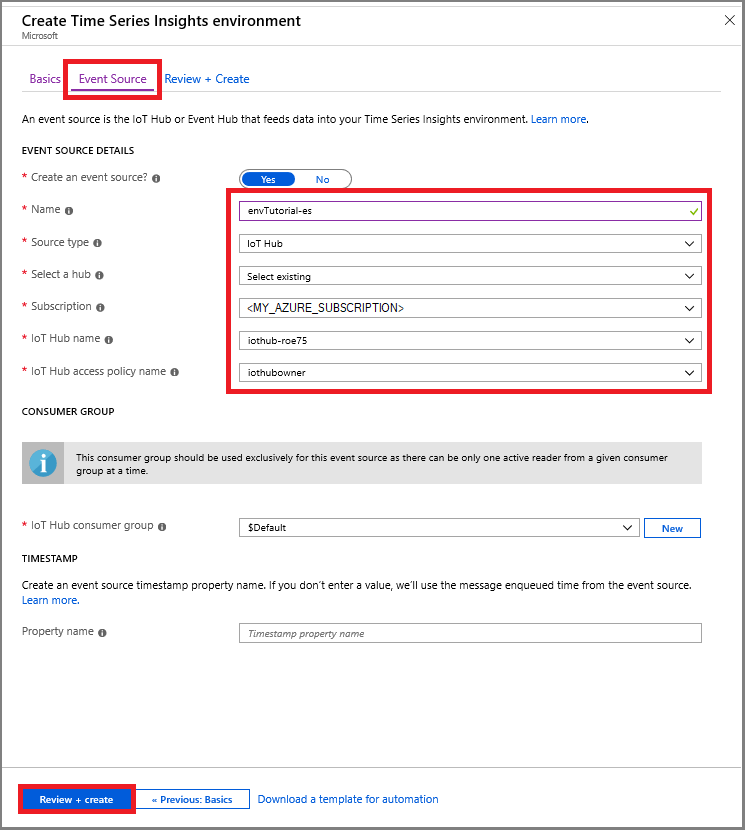 Create Time Series Insights environment
Microsoft
Basics Event Source Review + Create
An event source is the IoT Hub or Event Hub that feeds data into your Time Series Insights environment. Learn more.
EVENT SOURCE DETAILS
* Create an event source? Yes No
* Name envTutorial-es
* Source type IoT Hub
* Select a hub Select existing
* Subscription <MY_AZURE_SUBSCRIPTION>
* IoT Hub name iothub-roe75
* IoT Hub access policy name iothubowner
CONSUMER GROUP
This consumer group should be used exclusively for this event source as there can be only one active reader from a given consumer
group at a time.
* IoT Hub consumer group $Default New
TIMESTAMP
Create an event source timestamp property name. If you don't enter a value, we'll use the message enqueued time from the event source.
Learn more.
Property name Timestamp property name
Review + create « Previous: Basics Download a template for automation